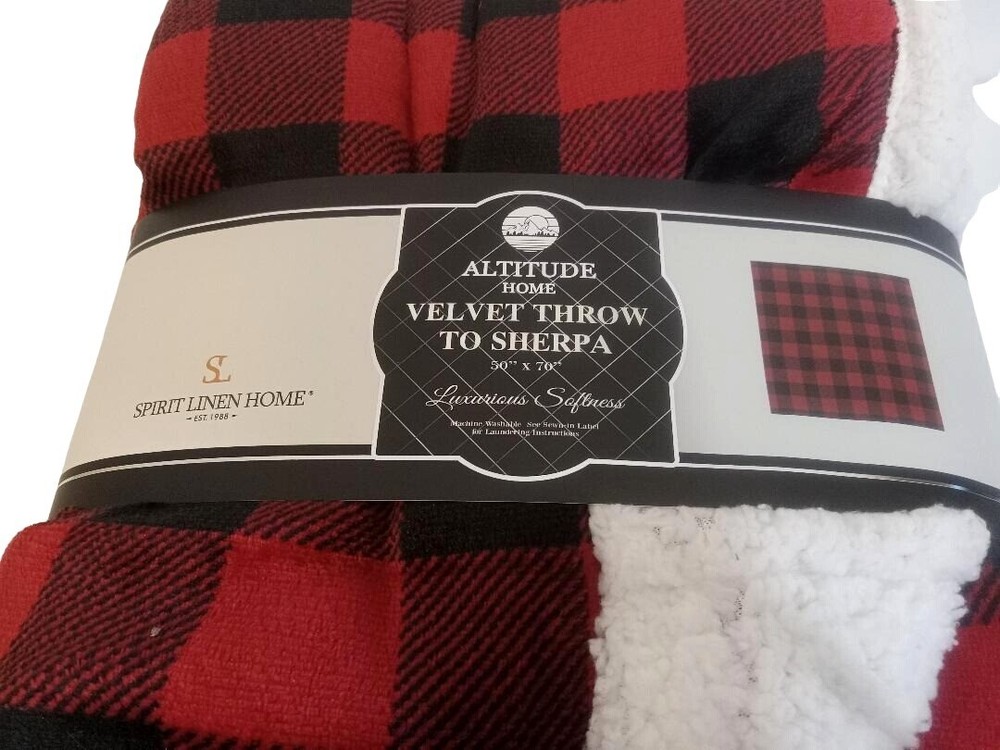 SL
SPIRIT LINEN HOME®
- EST. 1988 -
ALTITUDE
HOME
VELVET THROW
TO SHERPA
50" x 70"
Luxurious Softness
Machine Washable See Sewn-in Label
for Laundering Instructions